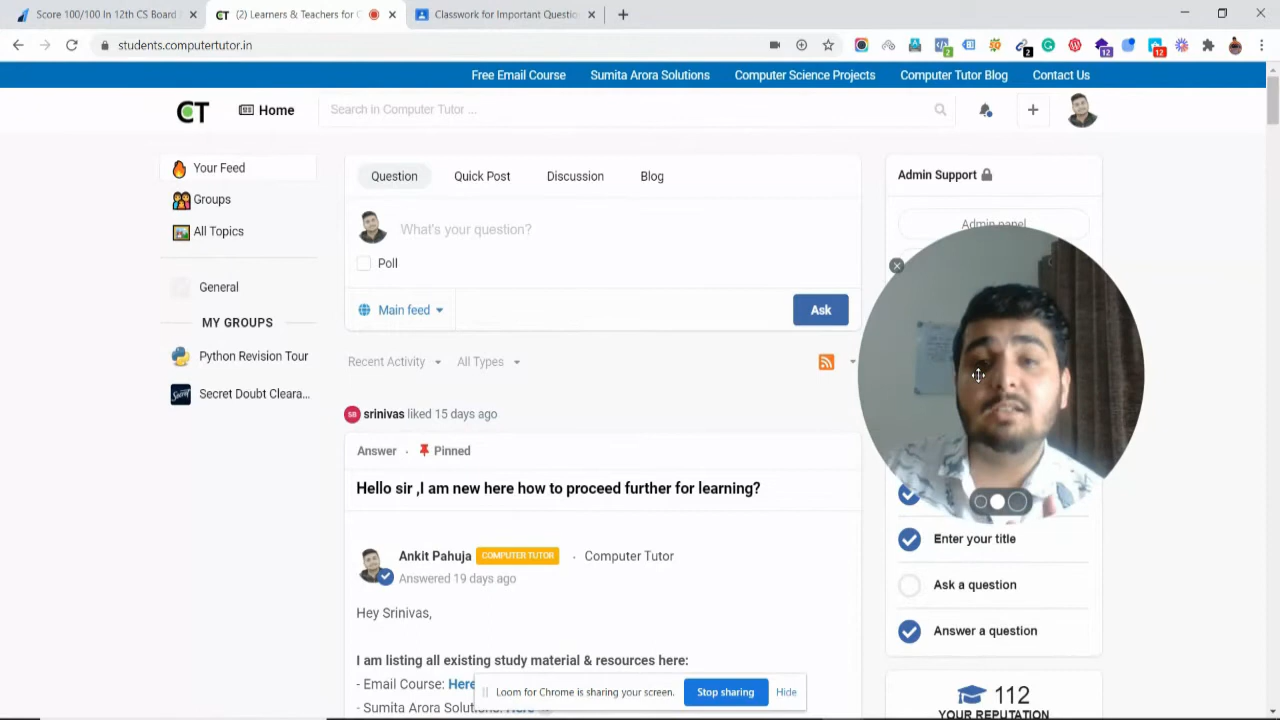 Score 100/100 In 12th CS Board
(2) Learners & Teachers for C
Classwork for Important Questio
students.computertutor.in
2
2
12
12
Free Email Course
Sumita Arora Solutions
Computer Science Projects
Computer Tutor Blog
Contact Us
CT
Home
Search in Computer Tutor ...
Your Feed
Groups
All Topics
General
MY GROUPS
Python Revision Tour
Secret Doubt Cleara...
Question
Quick Post
Discussion
Blog
What's your question?
Poll
Main feed
Ask
Recent Activity
All Types
SB srinivas liked 15 days ago
Answer · Pinned
Hello sir ,I am new here how to proceed further for learning?
Ankit Pahuja COMPUTER TUTOR · Computer Tutor
Answered 19 days ago
Hey Srinivas,
I am listing all existing study material & resources here:
- Email Course: Here
- Sumita Arora Solutions: Here
Admin Support
Admin panel
Enter your title
Ask a question
Answer a question
112
YOUR REPUTATION
Loom for Chrome is sharing your screen.
Stop sharing
Hide